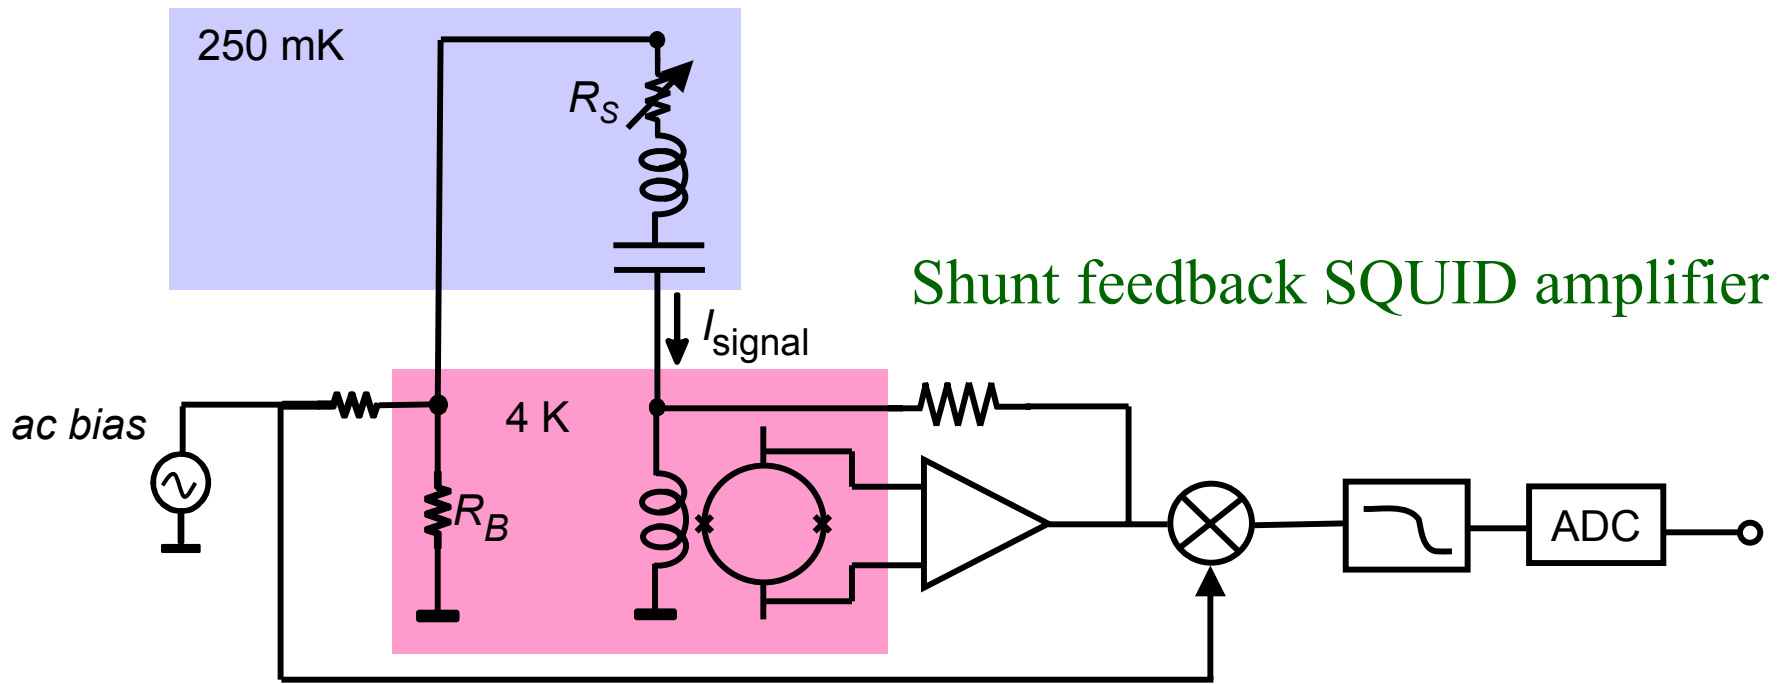 250 mK
R_S
Shunt feedback SQUID amplifier
I_signal
ac bias
4 K
R_B
ADC